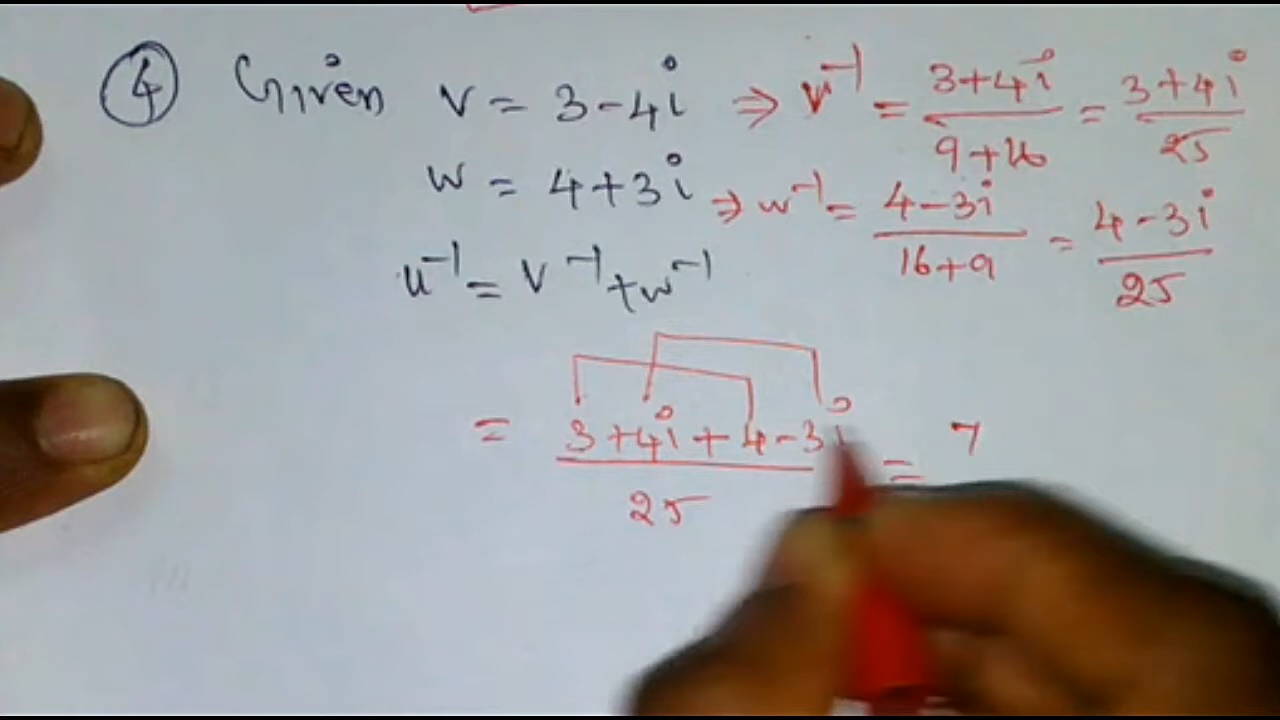 ④ Given v = 3-4i ⇒ v⁻¹ = (3+4i)/(9+16) = (3+4i)/25
w = 4+3i ⇒ w⁻¹ = (4-3i)/(16+9) = (4-3i)/25
u⁻¹ = v⁻¹+w⁻¹
= (3+4i+4-3i)/25 = 7